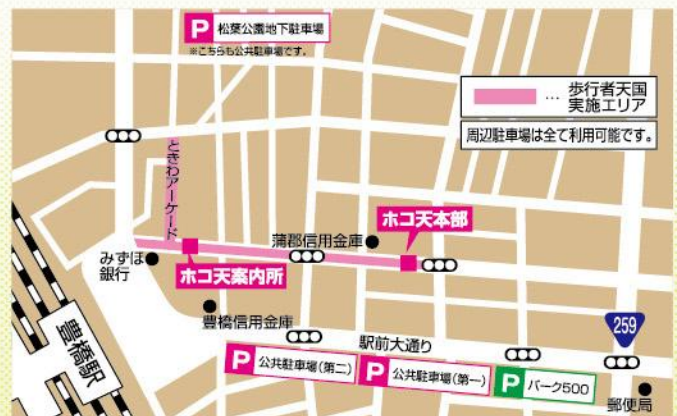 P 松葉公園地下駐車場
※こちらも公共駐車場です。
… 歩行者天国
実施エリア
周辺駐車場は全て利用可能です。
ときわアーケード
ホコ天本部
蒲郡信用金庫
みずほ
銀行
ホコ天案内所
豊橋信用金庫
豊橋駅
259
駅前大通り
P 公共駐車場(第二)
P 公共駐車場(第一)
P パーク500
郵便局